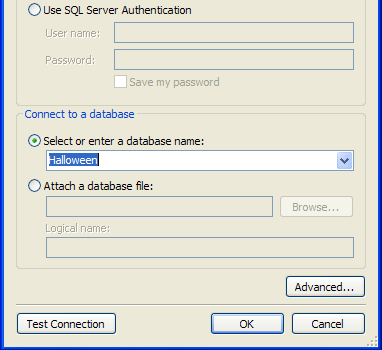 Use SQL Server Authentication
User name:
Password:
Save my password
Connect to a database
Select or enter a database name:
Halloween
Attach a database file:
Browse...
Logical name:
Advanced...
Test Connection OK Cancel